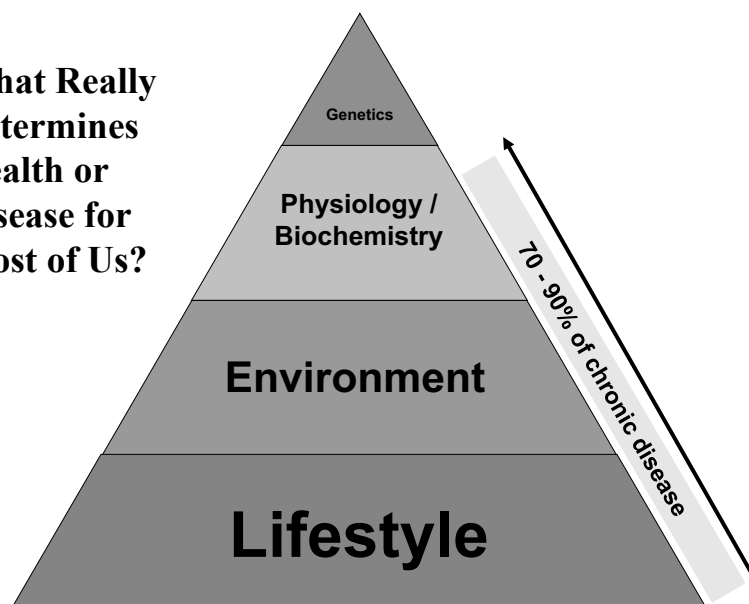 hat Really
termines
ealth or
sease for
ost of Us?
Genetics
Physiology /
Biochemistry
Environment
Lifestyle
70 - 90% of chronic disease